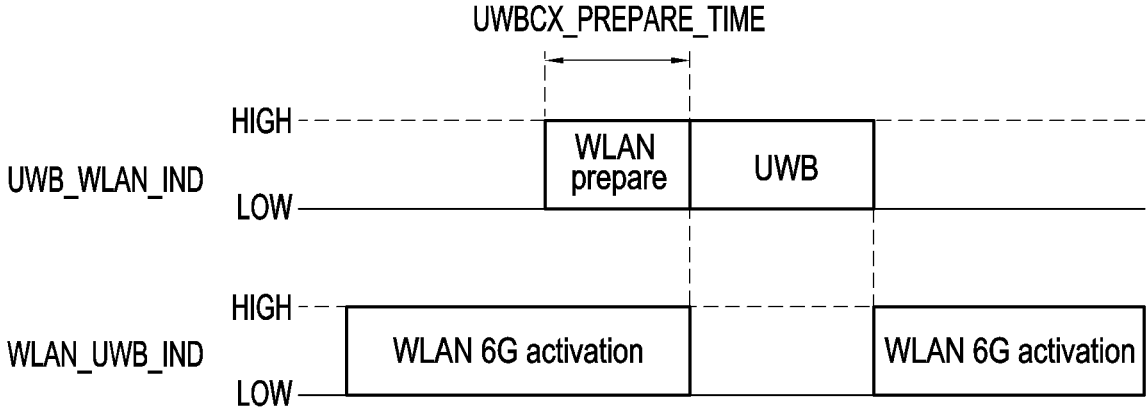 UWBCX_PREPARE_TIME
HIGH
WLAN
prepare
UWB
UWB_WLAN_IND
LOW
HIGH
WLAN 6G activation
WLAN 6G activation
WLAN_UWB_IND
LOW